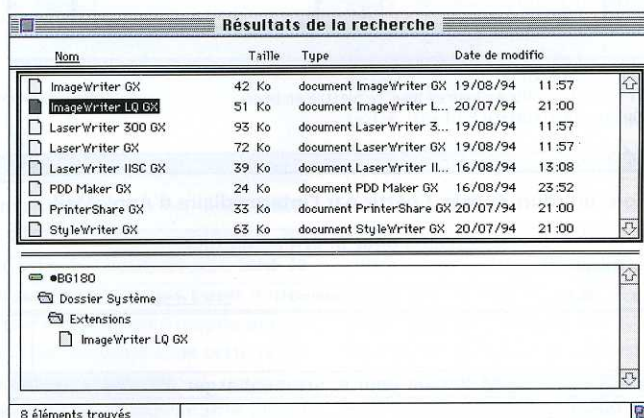 Résultats de la recherche
Nom Taille Type Date de modific
ImageWriter GX 42 Ko document ImageWriter GX 19/08/94 11:57
ImageWriter LQ GX 51 Ko document ImageWriter L... 20/07/94 21:00
LaserWriter 300 GX 93 Ko document LaserWriter 3... 19/08/94 11:57
LaserWriter GX 72 Ko document LaserWriter GX 19/08/94 11:57
LaserWriter IISC GX 39 Ko document LaserWriter II... 16/08/94 13:08
PDD Maker GX 24 Ko document PDD Maker GX 16/08/94 23:52
PrinterShare GX 33 Ko document PrinterShare GX 20/07/94 21:00
StyleWriter GX 63 Ko document StyleWriter GX 20/07/94 21:00
●BG180
Dossier Système
Extensions
ImageWriter LQ GX
8 éléments trouvés